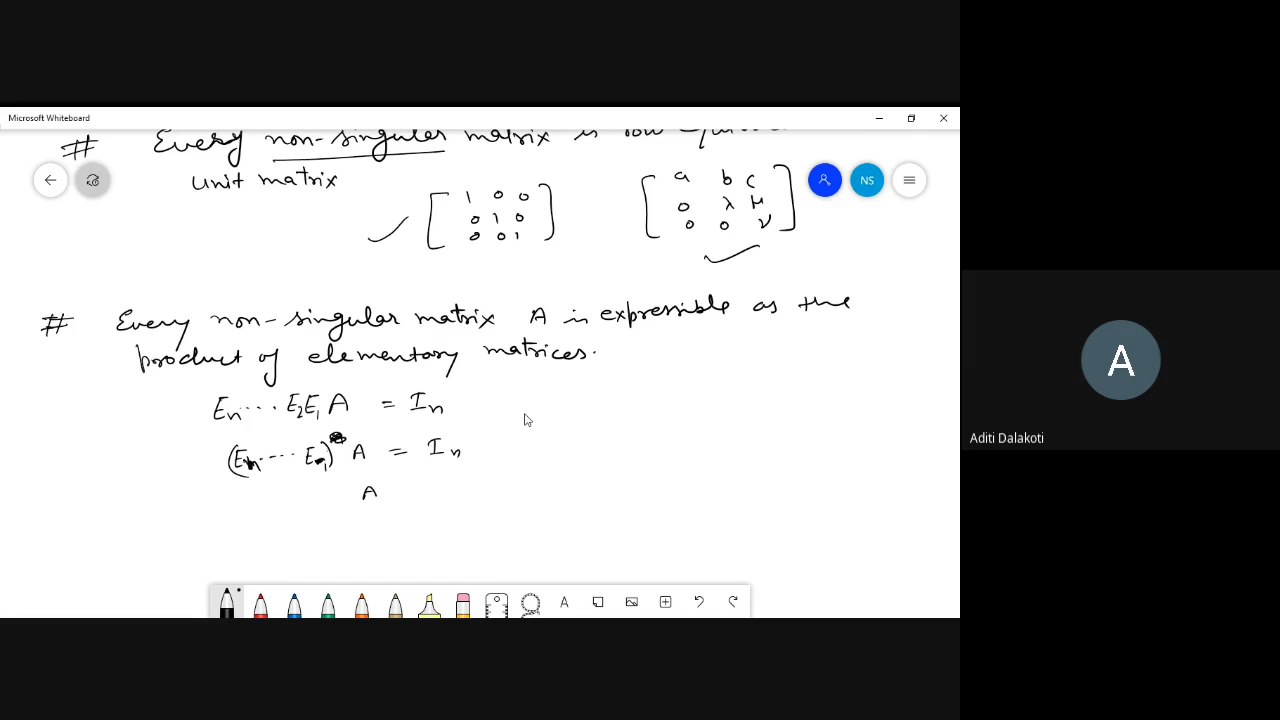 Microsoft Whiteboard
# Every non-singular matrix is row
unit matrix
1 0 0
0 1 0
0 0 1
a b c
0 λ μ
0 0 ν
NS
# Every non-singular matrix A is expressible as the
product of elementary matrices.
En .... E2E1 A = In
(En .... E1) A = In
A
A
A
Aditi Dalakoti